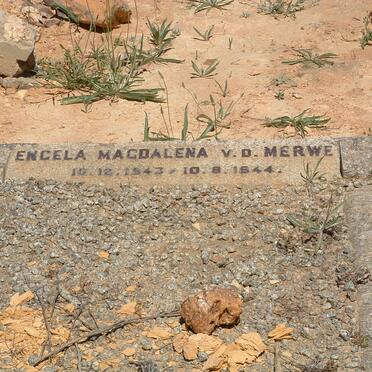 ENGELA MAGDALENA V.D. MERWE
10.12.1943 - 10.8.1944.